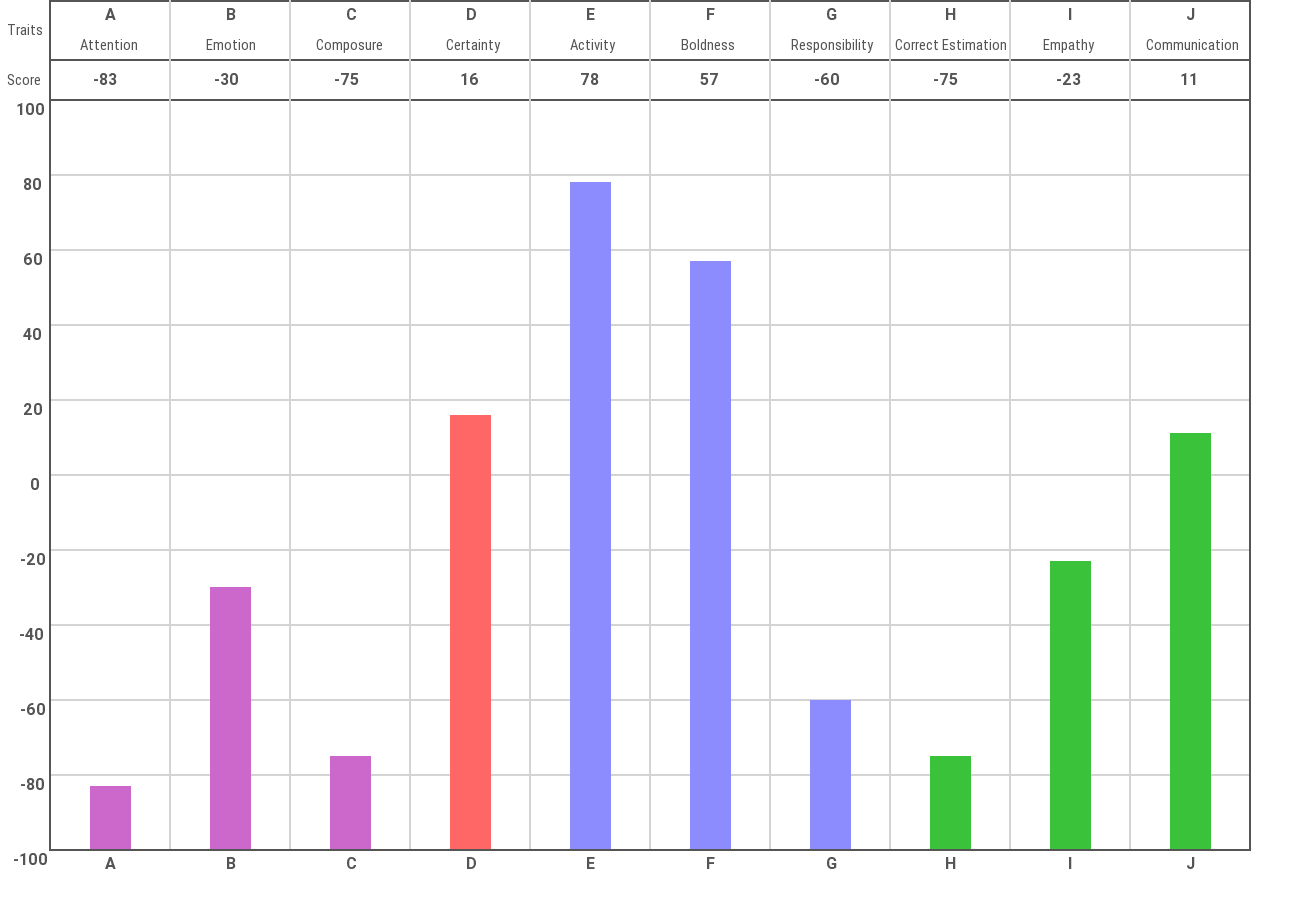 Traits A B C D E F G H I J
Attention Emotion Composure Certainty Activity Boldness Responsibility Correct Estimation Empathy Communication
Score -83 -30 -75 16 78 57 -60 -75 -23 11
100
80
60
40
20
0
-20
-40
-60
-80
-100
A B C D E F G H I J